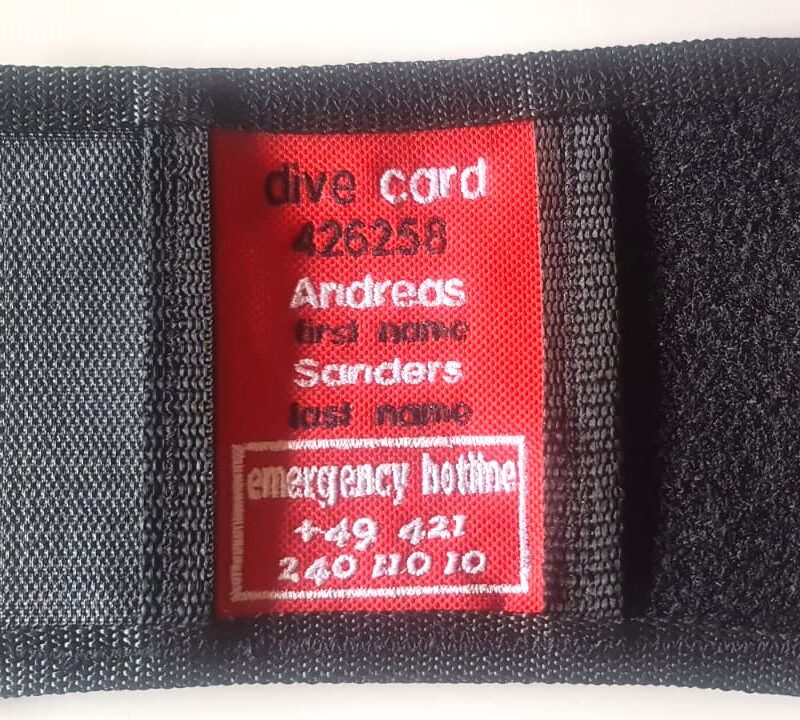 dive card
426258
Andreas
first name
Sanders
last name
emergency hotline
+49 421
240 110 10